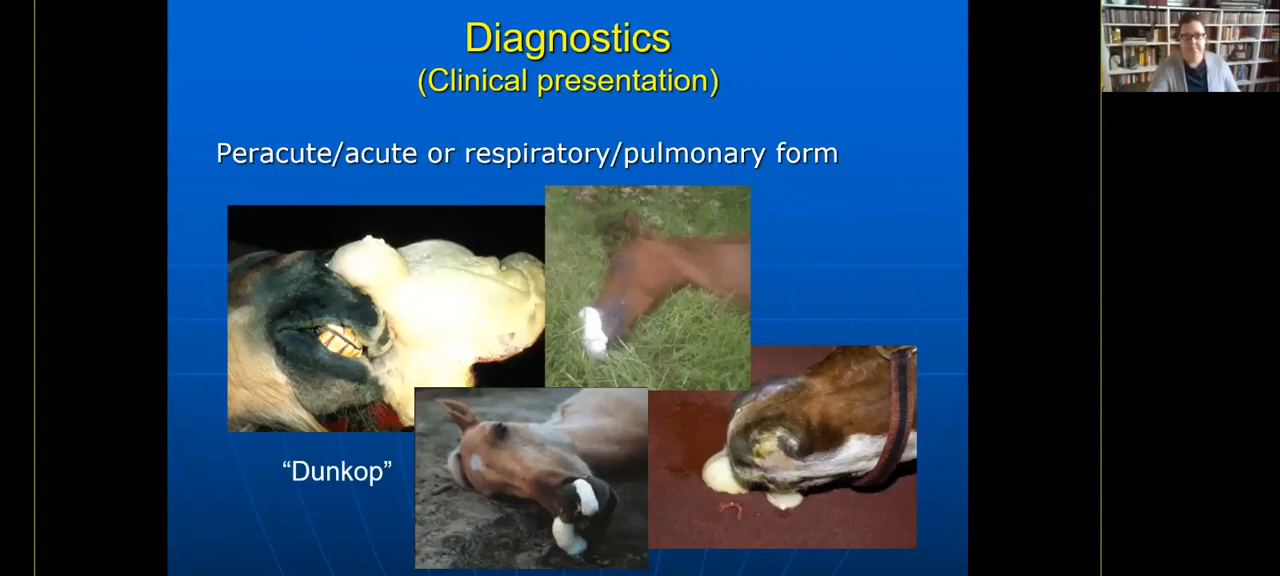 Diagnostics
(Clinical presentation)
Peracute/acute or respiratory/pulmonary form
“Dunkop”